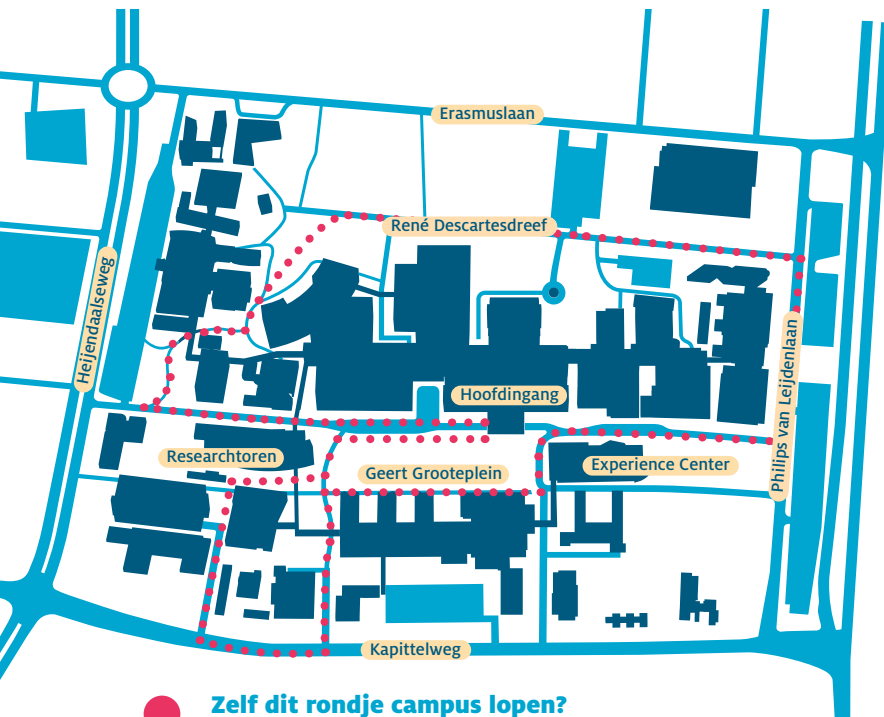 Erasmuslaan
René Descartesdreef
Heijendaalseweg
Philips van Leijdenlaan
Hoofdingang
Researchtoren
Geert Grooteplein
Experience Center
Kapittelweg
Zelf dit rondje campus lopen?